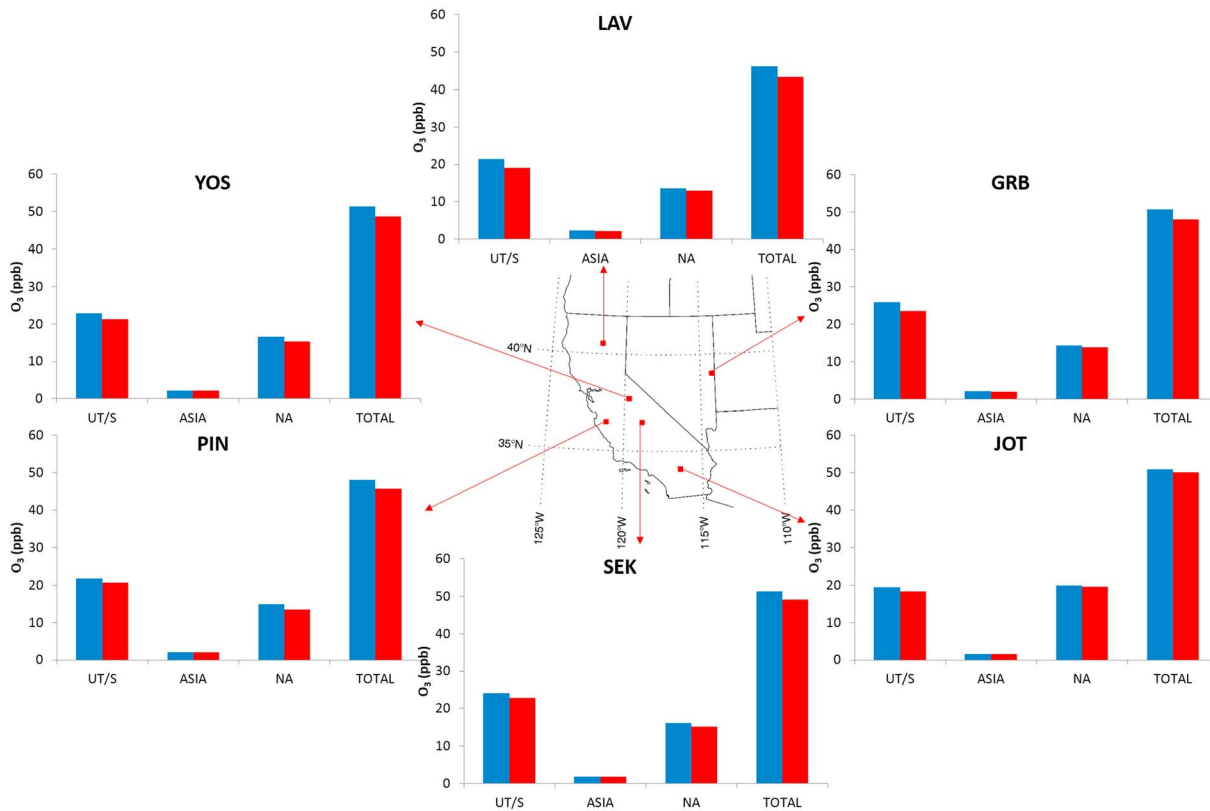 LAV
60
50
40
30
20
10
0
O₃ (ppb)
UT/S ASIA NA TOTAL
YOS
60
50
40
30
20
10
0
O₃ (ppb)
UT/S ASIA NA TOTAL
GRB
60
50
40
30
20
10
0
O₃ (ppb)
UT/S ASIA NA TOTAL
40°N
35°N
125°W 120°W 115°W 110°W
PIN
60
50
40
30
20
10
0
O₃ (ppb)
UT/S ASIA NA TOTAL
JOT
60
50
40
30
20
10
0
O₃ (ppb)
UT/S ASIA NA TOTAL
SEK
60
50
40
30
20
10
0
O₃ (ppb)
UT/S ASIA NA TOTAL